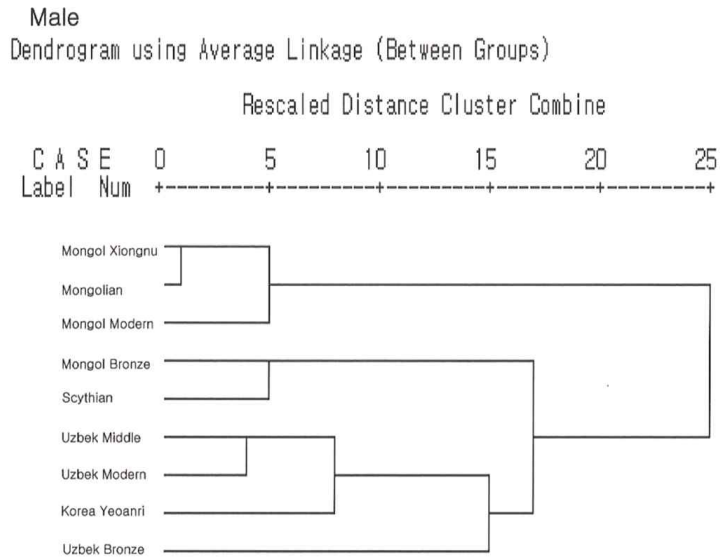 Male
Dendrogram using Average Linkage (Between Groups)
Rescaled Distance Cluster Combine
C A S E 0 5 10 15 20 25
Label Num +---------+---------+---------+---------+---------+
Mongol Xiongnu
Mongolian
Mongol Modern
Mongol Bronze
Scythian
Uzbek Middle
Uzbek Modern
Korea Yeoanri
Uzbek Bronze